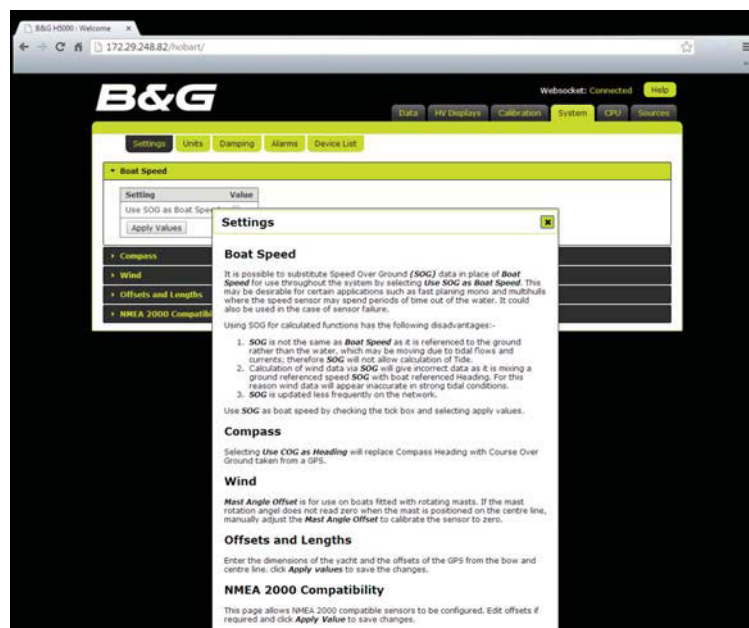 B&G H5000 : Welcome
172.29.248.82/hobart/
B&G
Websocket: Connected
Help
Data
HV Displays
Calibration
System
CPU
Sources
Settings
Units
Damping
Alarms
Device List
Boat Speed
Setting Value
Use SOG as Boat
Apply Values
Compass
Wind
Offsets and Lengths
NMEA 2000
Settings
Boat Speed
It is possible to substitute Speed Over Ground (SOG) data in place of Boat
Speed for use throughout the system by selecting Use SOG as Boat Speed. This
may be desirable for certain applications such as fast planing mono and multihulls
where the speed sensor may spend periods of time out of the water. It could
also be used in the case of sensor failure.
Using SOG for calculated functions has the following disadvantages:-
1. SOG is not the same as Boat Speed as it is referenced to the ground
rather than the water, which may be moving due to tidal flows and
currents; therefore SOG will not allow calculation of Tide.
2. Calculation of wind data via SOG will give incorrect data as it is mixing a
ground referenced speed SOG with boat referenced Heading. For this
reason wind data will appear inaccurate in strong tidal conditions.
3. SOG is updated less frequently on the network.
Use SOG as boat speed by checking the tick box and selecting apply values.
Compass
Selecting Use COG as Heading will replace Compass Heading with Course Over
Ground taken from a GPS.
Wind
Mast Angle Offset is for use on boats fitted with rotating masts. If the mast
rotation angel does not read zero when the mast is positioned on the centre line,
manually adjust the Mast Angle Offset to calibrate the sensor to zero.
Offsets and Lengths
Enter the dimensions of the yacht and the offsets of the GPS from the bow and
centre line. click Apply values to save the changes.
NMEA 2000 Compatibility
This page allows NMEA 2000 compatible sensors to be configured. Edit offsets if
required and click Apply Value to save changes.